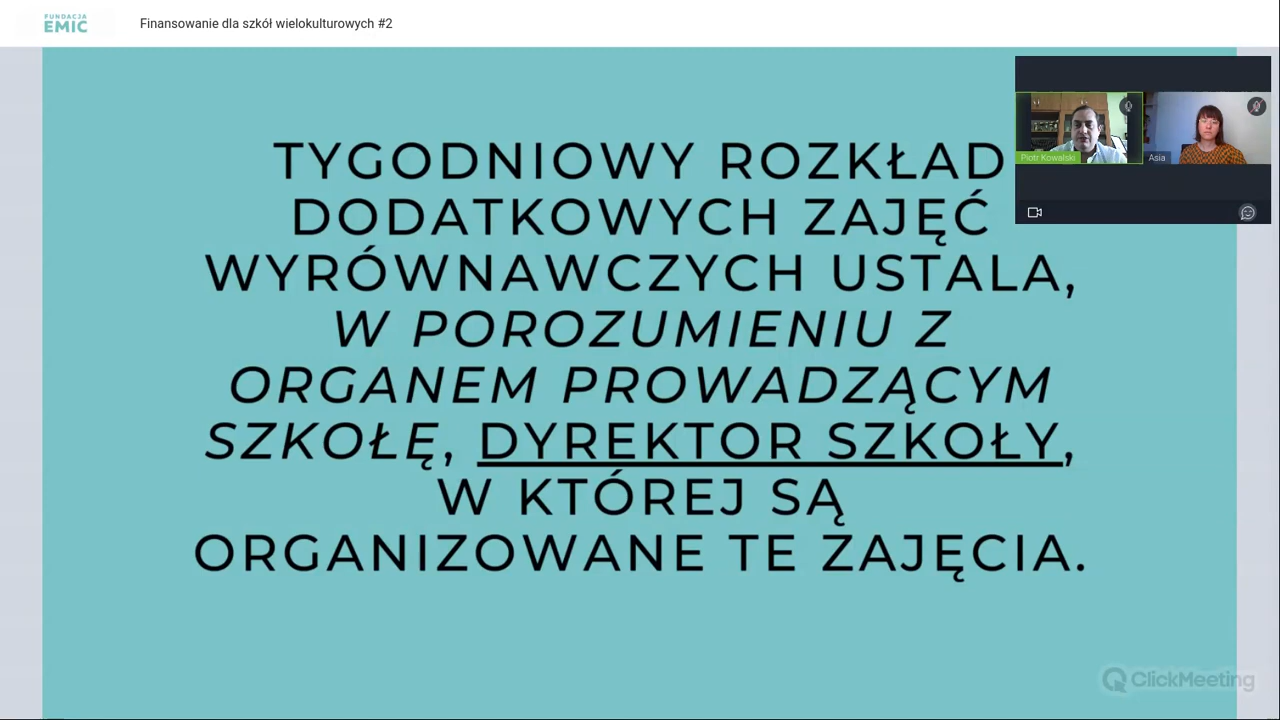 FUNDACJA
EMIC
Finansowanie dla szkół wielokulturowych #2
TYGODNIOWY ROZKŁAD
DODATKOWYCH ZAJĘĆ
WYRÓWNAWCZYCH USTALA,
W POROZUMIENIU Z
ORGANEM PROWADZĄCYM
SZKOŁĘ, DYREKTOR SZKOŁY,
W KTÓREJ SĄ
ORGANIZOWANE TE ZAJĘCIA.
Piotr Kowalski
Asia
ClickMeeting